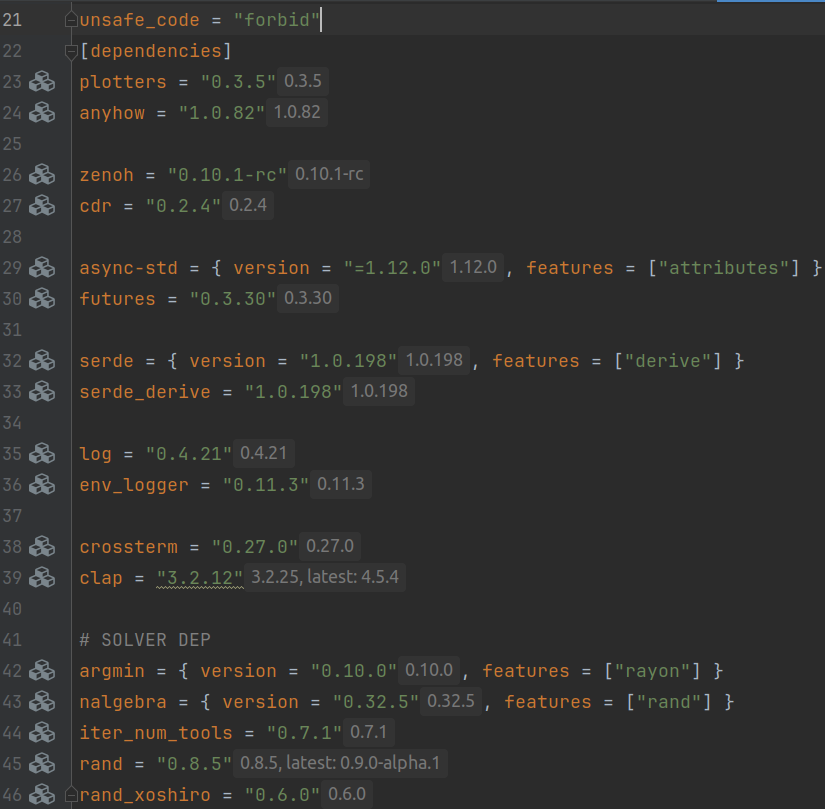 21 unsafe_code = "forbid"
22 [dependencies]
23 plotters = "0.3.5" 0.3.5
24 anyhow = "1.0.82" 1.0.82
25
26 zenoh = "0.10.1-rc" 0.10.1-rc
27 cdr = "0.2.4" 0.2.4
28
29 async-std = { version = "=1.12.0" 1.12.0 , features = ["attributes"] }
30 futures = "0.3.30" 0.3.30
31
32 serde = { version = "1.0.198" 1.0.198 , features = ["derive"] }
33 serde_derive = "1.0.198" 1.0.198
34
35 log = "0.4.21" 0.4.21
36 env_logger = "0.11.3" 0.11.3
37
38 crossterm = "0.27.0" 0.27.0
39 clap = "3.2.12" 3.2.25, latest: 4.5.4
40
41 # SOLVER DEP
42 argmin = { version = "0.10.0" 0.10.0 , features = ["rayon"] }
43 nalgebra = { version = "0.32.5" 0.32.5 , features = ["rand"] }
44 iter_num_tools = "0.7.1" 0.7.1
45 rand = "0.8.5" 0.8.5, latest: 0.9.0-alpha.1
46 rand_xoshiro = "0.6.0" 0.6.0